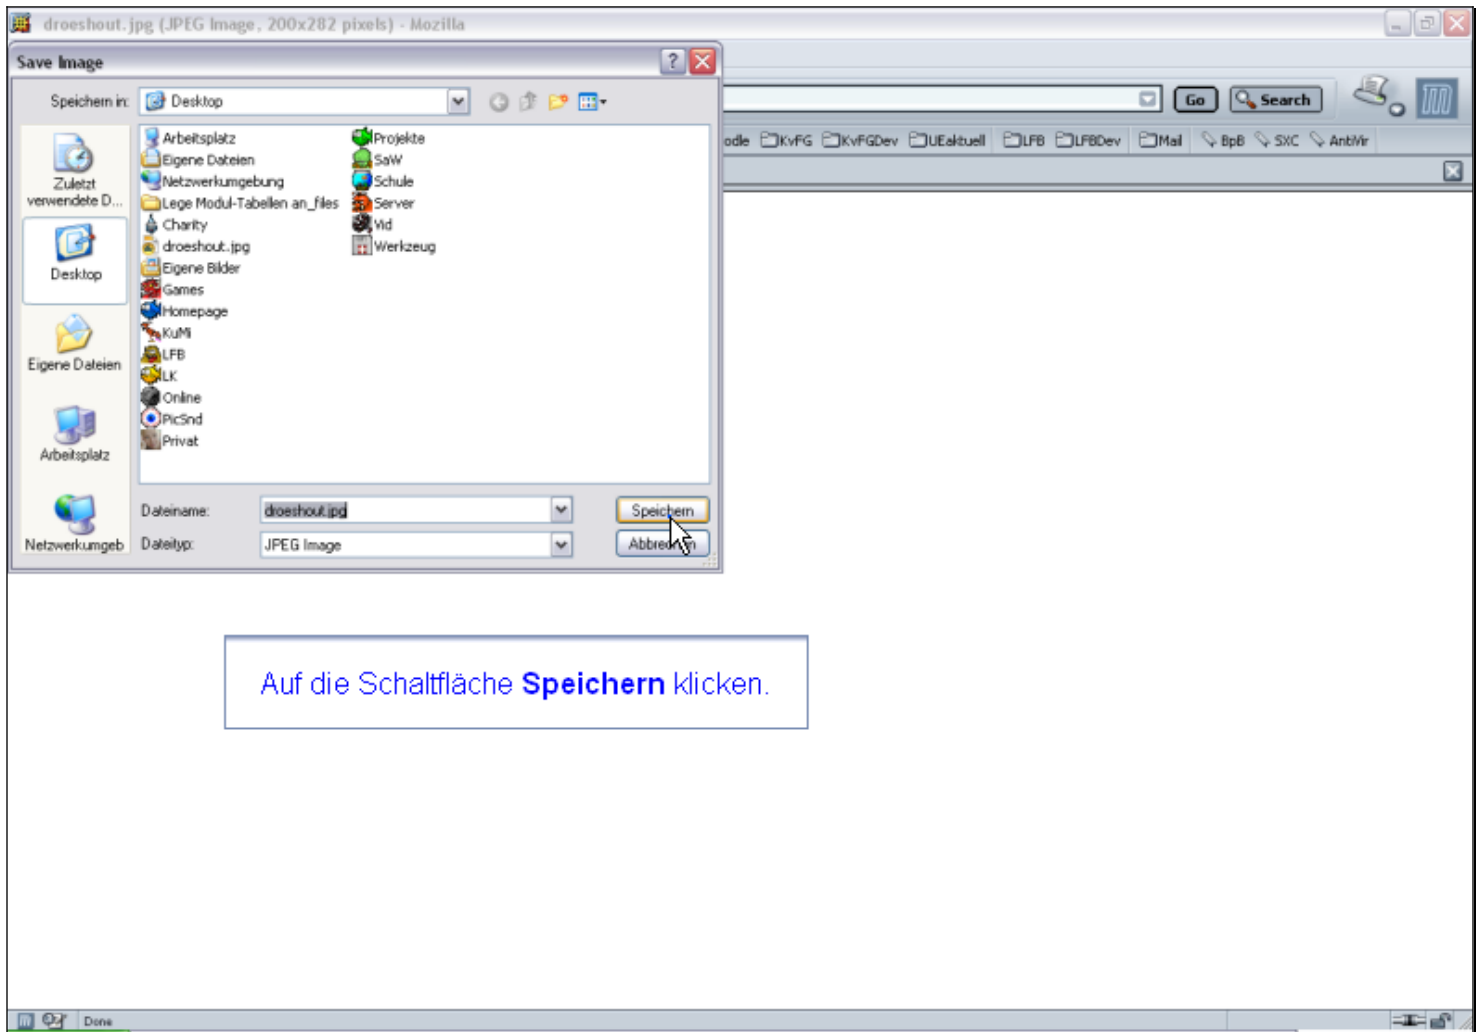 droeshout.jpg (JPEG Image, 200x282 pixels) - Mozilla
Save Image
Speichern in:
Desktop
Go
Search
KvFG
KvFGDev
UEaktuell
LFB
LFBDev
Mail
BpB
SXC
AntiVir
Zuletzt
verwendete D...
Desktop
Eigene Dateien
Arbeitsplatz
Netzwerkumgeb
Arbeitsplatz
Eigene Dateien
Netzwerkumgebung
Lege Modul-Tabellen an_files
Charity
droeshout.jpg
Eigene Bilder
Games
Homepage
KuMi
LFB
LK
Online
PicSnd
Privat
Projekte
SaW
Schule
Server
Vid
Werkzeug
Dateiname:
droeshout.jpg
Speichern
Dateityp:
JPEG Image
Auf die Schaltfläche Speichern klicken.
Done